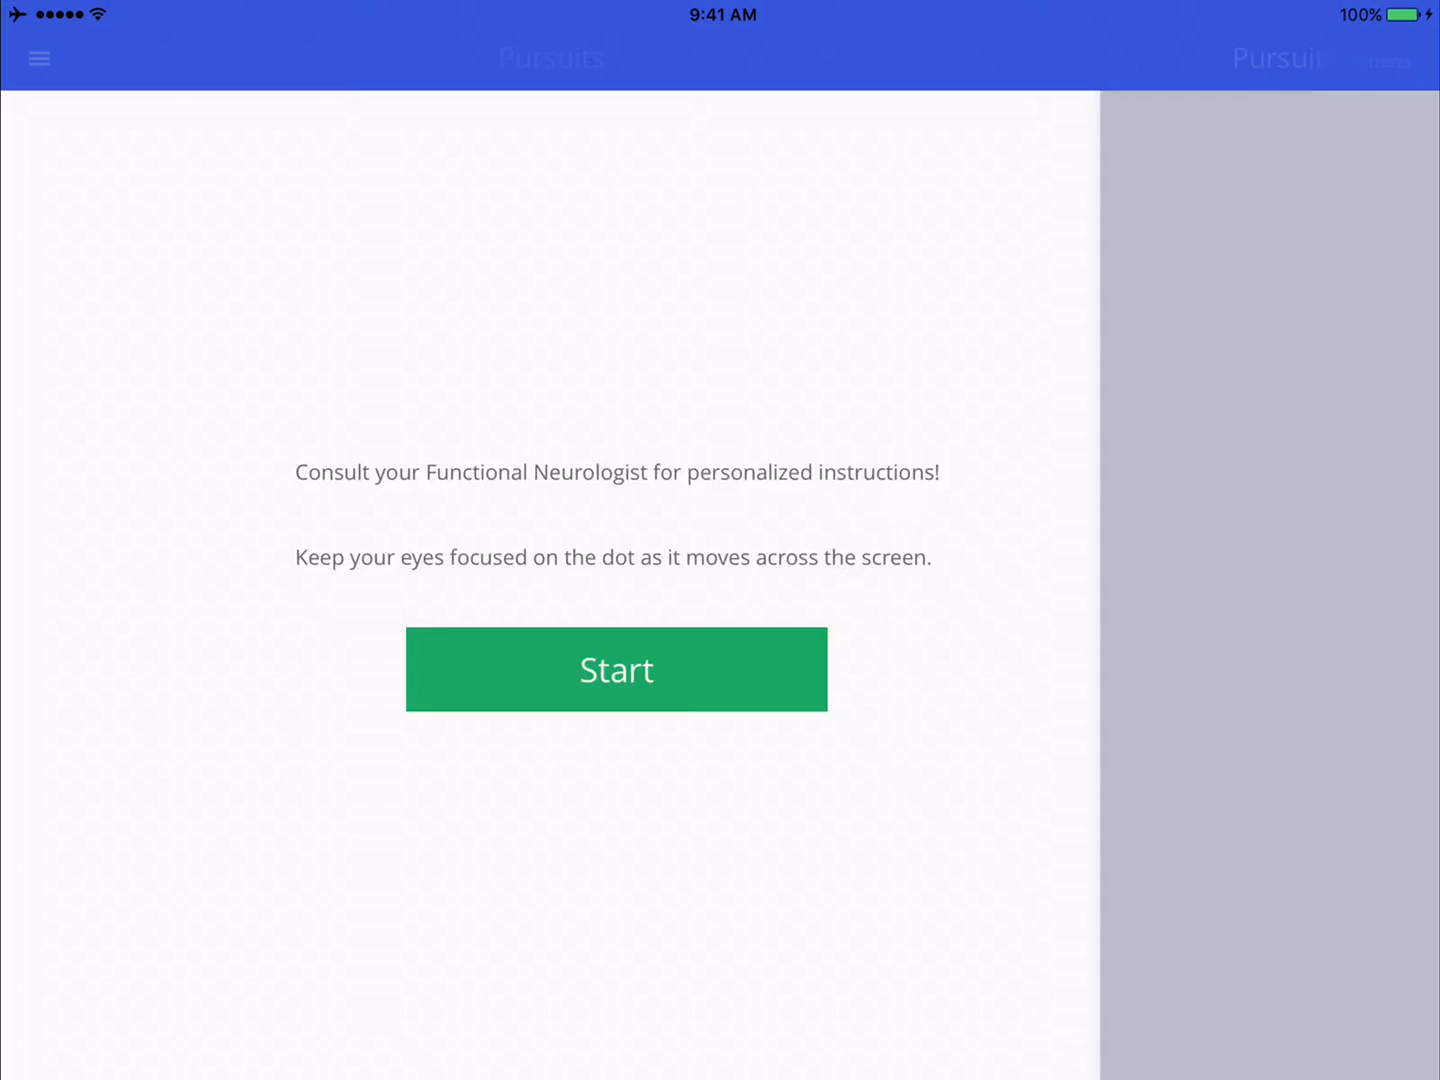 9:41 AM
100%
Pursuits
Pursuit
Consult your Functional Neurologist for personalized instructions!
Keep your eyes focused on the dot as it moves across the screen.
Start